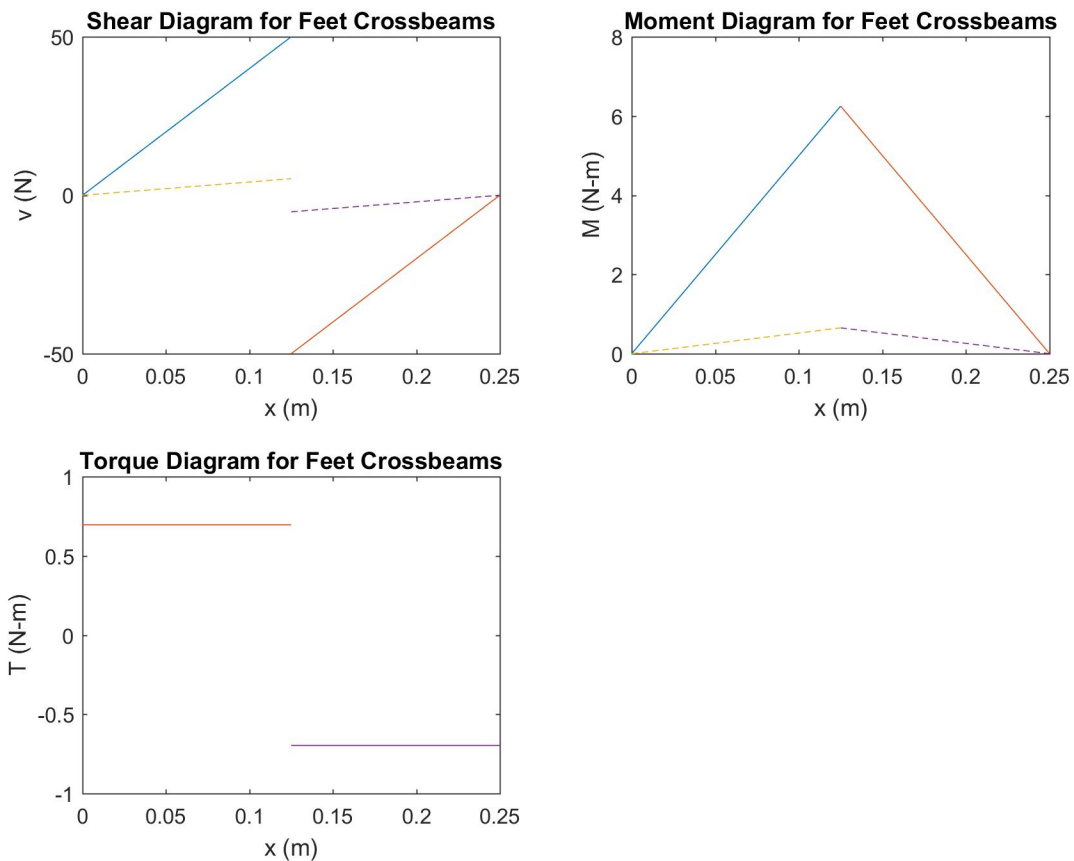 Shear Diagram for Feet Crossbeams
50
0
-50
v (N)
0 0.05 0.1 0.15 0.2 0.25
x (m)
Moment Diagram for Feet Crossbeams
8
6
4
2
0
M (N-m)
0 0.05 0.1 0.15 0.2 0.25
x (m)
Torque Diagram for Feet Crossbeams
1
0.5
0
-0.5
-1
T (N-m)
0 0.05 0.1 0.15 0.2 0.25
x (m)